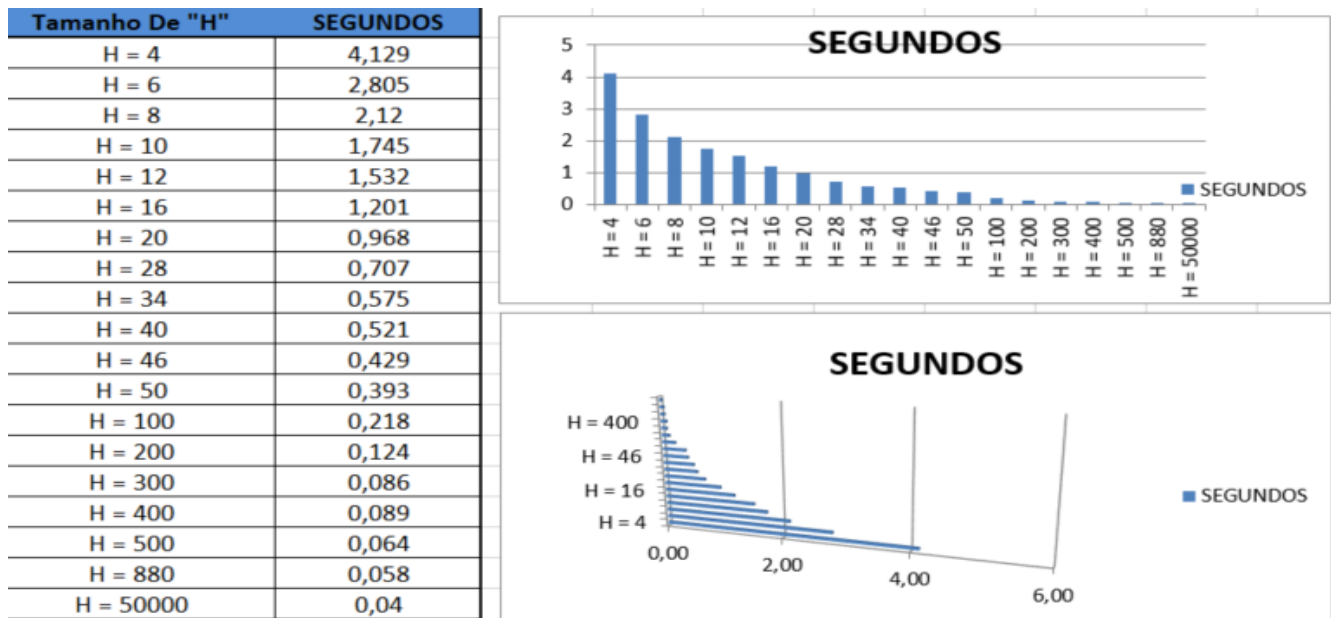 Tamanho De "H" SEGUNDOS
H = 4 4,129
H = 6 2,805
H = 8 2,12
H = 10 1,745
H = 12 1,532
H = 16 1,201
H = 20 0,968
H = 28 0,707
H = 34 0,575
H = 40 0,521
H = 46 0,429
H = 50 0,393
H = 100 0,218
H = 200 0,124
H = 300 0,086
H = 400 0,089
H = 500 0,064
H = 880 0,058
H = 50000 0,04
SEGUNDOS
5
4
3
2
1
0
H = 4
H = 6
H = 8
H = 10
H = 12
H = 16
H = 20
H = 28
H = 34
H = 40
H = 46
H = 50
H = 100
H = 200
H = 300
H = 400
H = 500
H = 880
H = 50000
SEGUNDOS
SEGUNDOS
H = 400
H = 46
H = 16
H = 4
0,00
2,00
4,00
6,00
SEGUNDOS